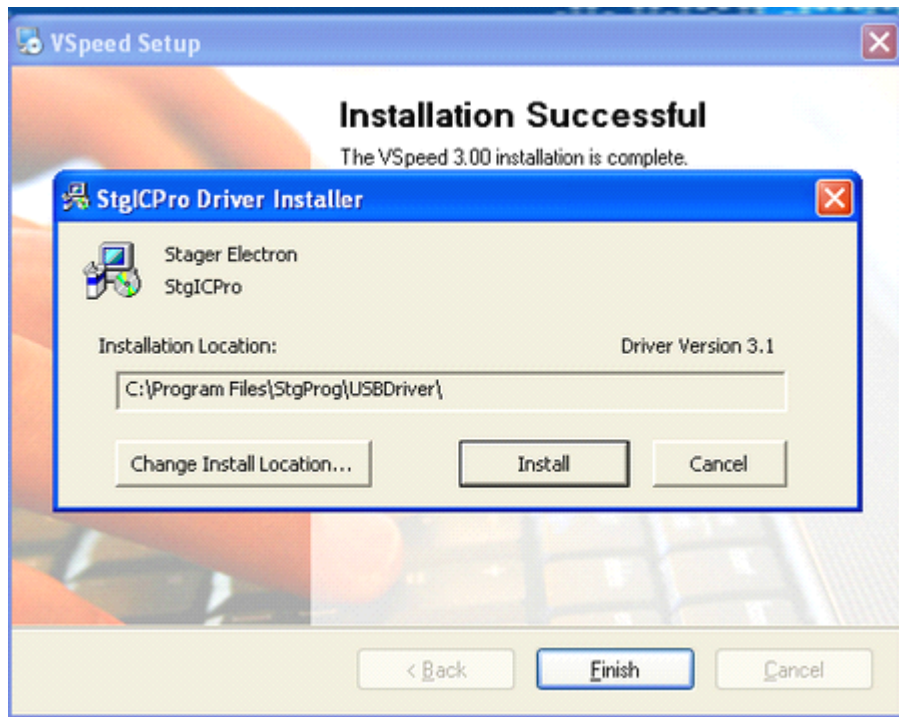 VSpeed Setup
Installation Successful
The VSpeed 3.00 installation is complete.
StgICPro Driver Installer
Stager Electron
StgICPro
Installation Location:
Driver Version 3.1
C:\Program Files\StgProg\USBDriver\
Change Install Location...
Install
Cancel
< Back
Finish
Cancel